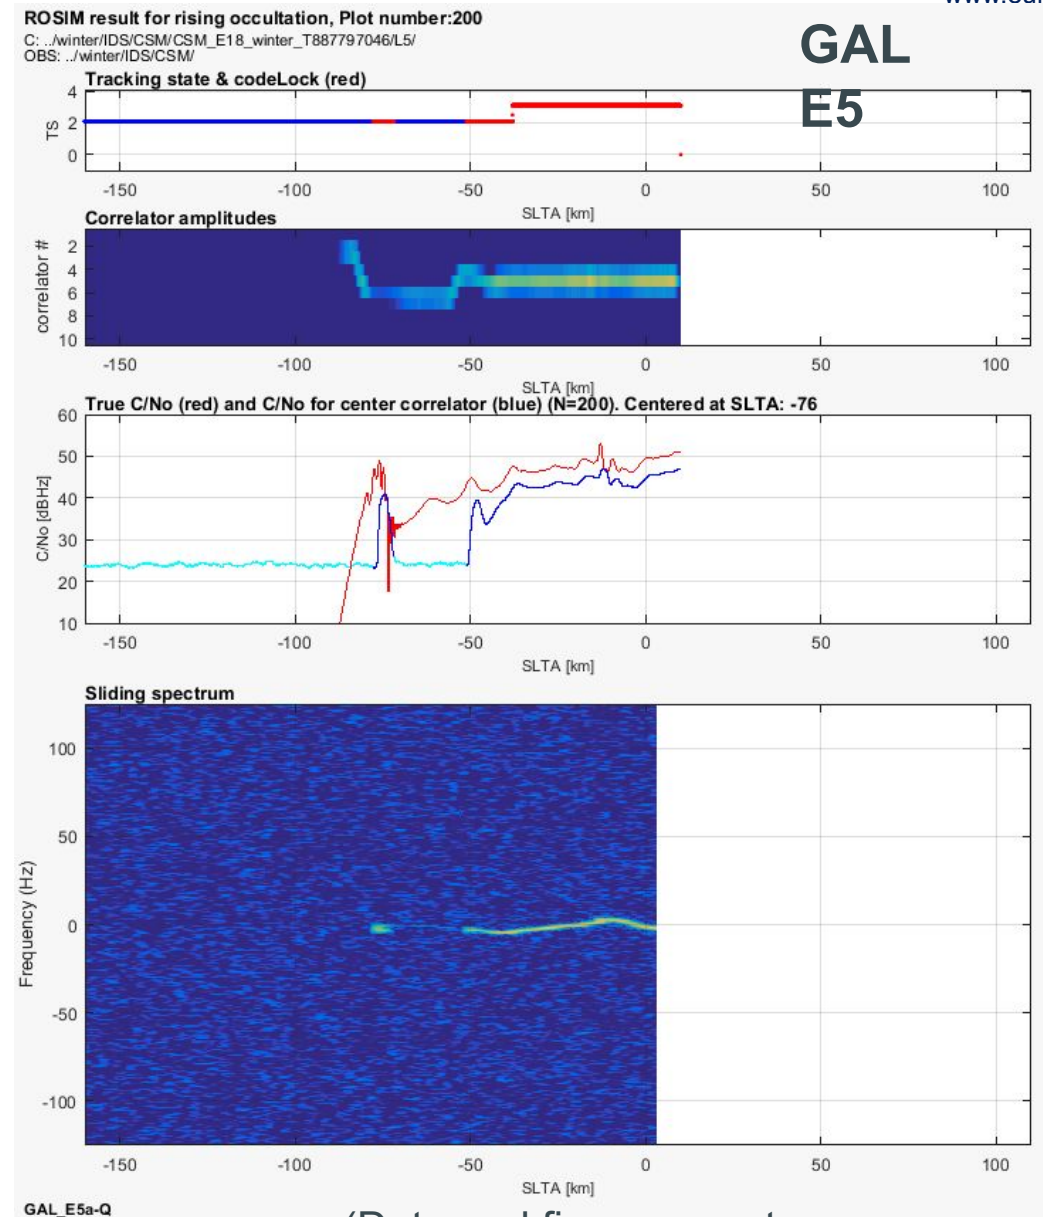 ROSIM result for rising occultation, Plot number:200
C: ../winter/IDS/CSM/CSM_E18_winter_T887797046/L5/
OBS: ../winter/IDS/CSM/
GAL
E5
Tracking state & codeLock (red)
4
2
0
TS
-150 -100 -50 0 50 100
SLTA [km]
Correlator amplitudes
2
4
6
8
10
correlator #
-150 -100 -50 0 50 100
SLTA [km]
True C/No (red) and C/No for center correlator (blue) (N=200). Centered at SLTA: -76
60
50
40
30
20
10
C/No [dBHz]
-150 -100 -50 0 50 100
SLTA [km]
Sliding spectrum
100
50
0
-50
-100
Frequency (Hz)
-150 -100 -50 0 50 100
SLTA [km]
GAL_E5a-Q